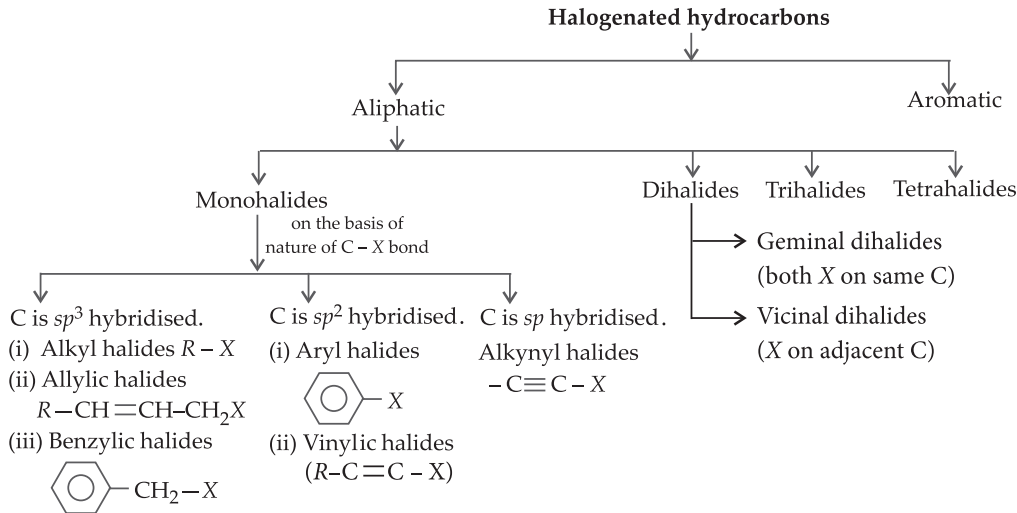 Halogenated hydrocarbons
Aliphatic
Aromatic
Monohalides
Dihalides
Trihalides
Tetrahalides
on the basis of
nature of C – X bond
C is sp³ hybridised.
(i) Alkyl halides R – X
(ii) Allylic halides
R – CH = CH–CH₂X
(iii) Benzylic halides
CH₂ – X
C is sp² hybridised.
(i) Aryl halides
X
(ii) Vinylic halides
(R–C = C – X)
C is sp hybridised.
Alkynyl halides
– C ≡ C – X
Geminal dihalides
(both X on same C)
Vicinal dihalides
(X on adjacent C)